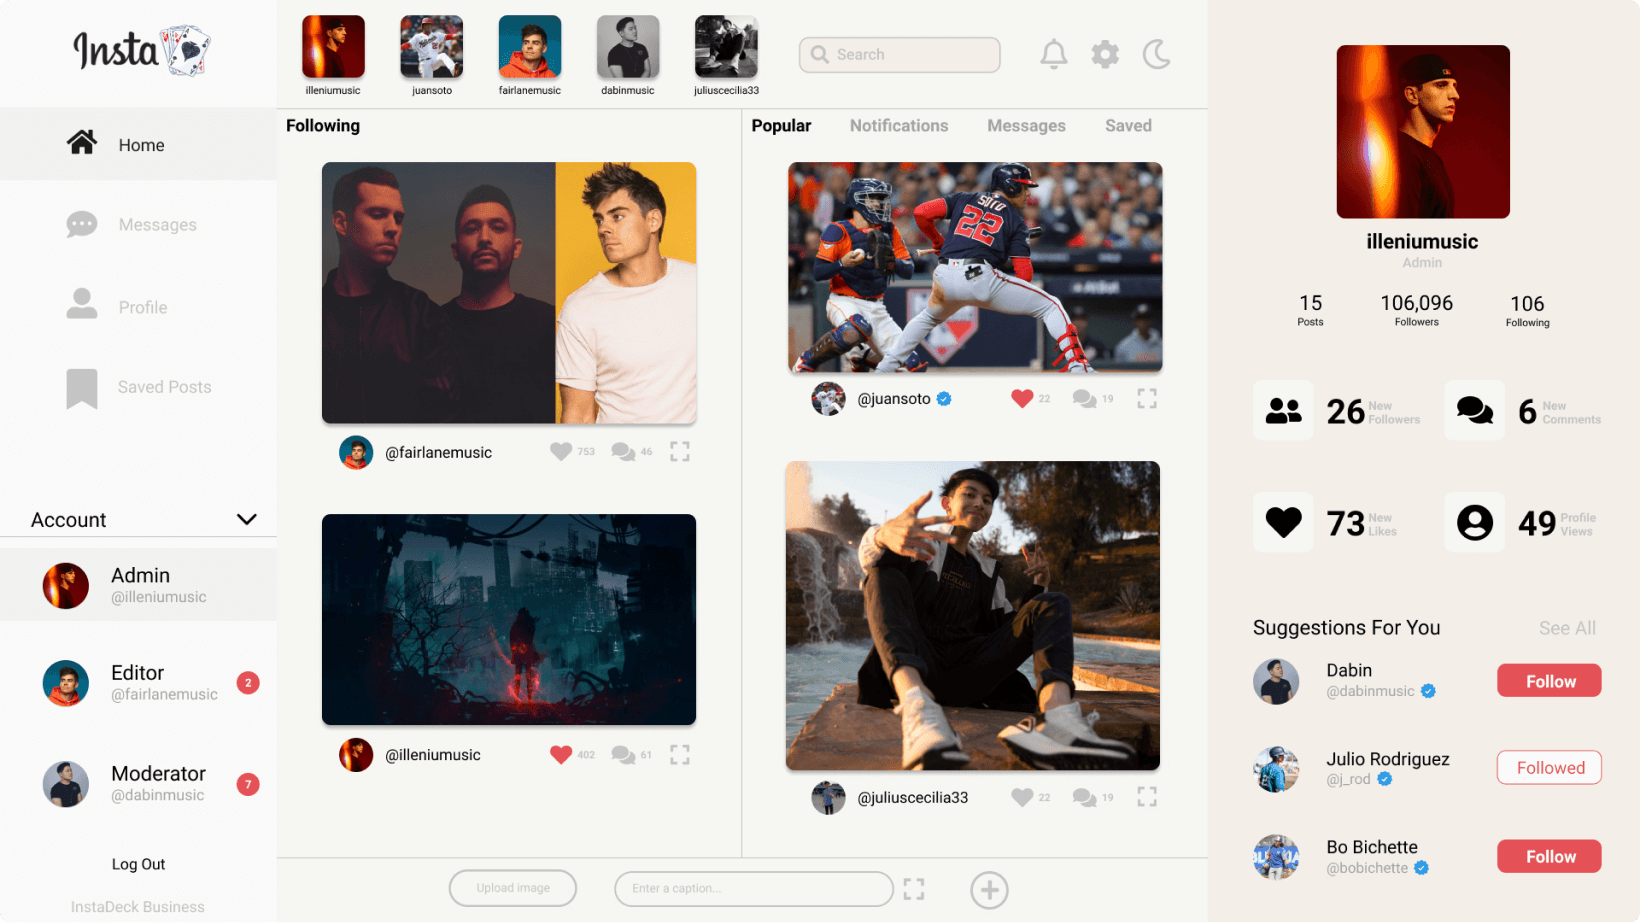 Insta
Home
Messages
Profile
Saved Posts
Account
Admin
@illeniumusic
Editor
@fairlanemusic
2
Moderator
@dabinmusic
7
Log Out
InstaDeck Business
illeniumusic
juansoto
fairlanemusic
dabinmusic
juliuscecilia33
Search
Following
@fairlanemusic
753
46
@illeniumusic
402
61
Popular
Notifications
Messages
Saved
SOTO
22
@juansoto
22
19
@juliuscecilia33
22
19
Upload image
Enter a caption...
illeniumusic
Admin
15
Posts
106,096
Followers
106
Following
26
New
Followers
6
New
Comments
73
New
Likes
49
Profile
Views
Suggestions For You
See All
Dabin
@dabinmusic
Follow
Julio Rodriguez
@j_rod
Followed
Bo Bichette
@bobichette
Follow